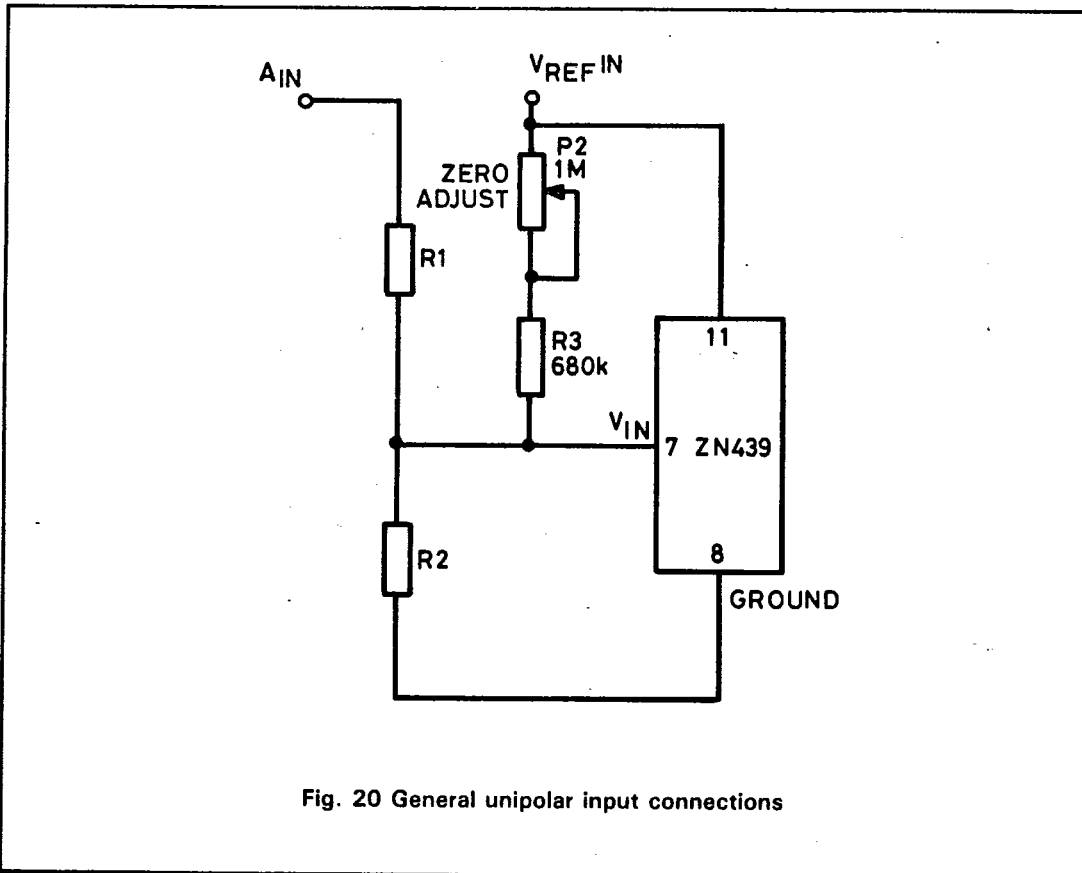 A_IN
V_REF IN
P2
1M
ZERO
ADJUST
R1
11
R3
680k
V_IN
7 ZN439
R2
8
GROUND
Fig. 20 General unipolar input connections